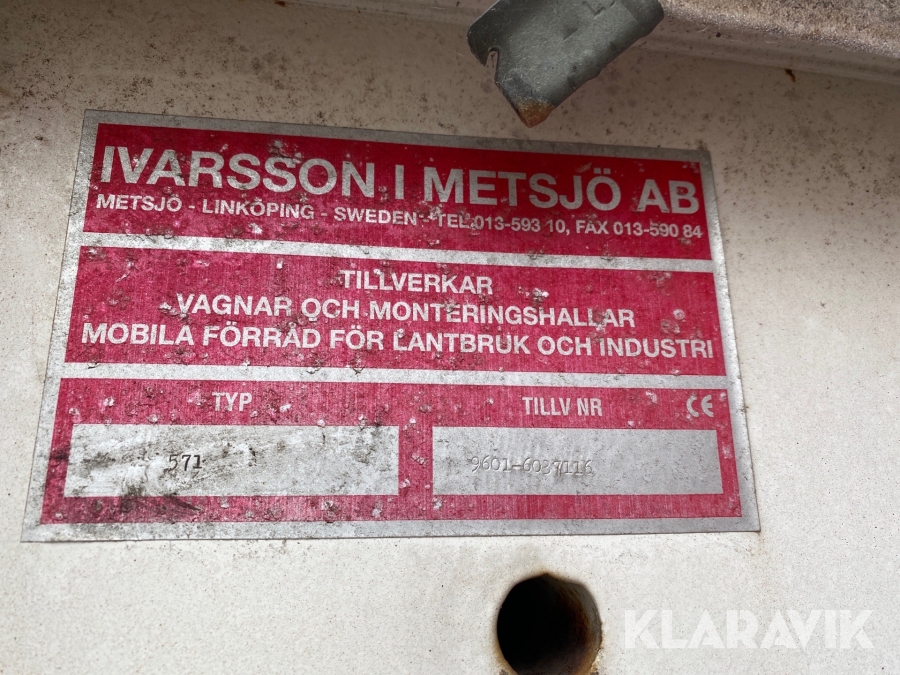 IVARSSON I METSJÖ AB
METSJÖ - LINKÖPING - SWEDEN - TEL 013-593 10, FAX 013-590 84
TILLVERKAR
VAGNAR OCH MONTERINGSHALLAR
MOBILA FÖRRÅD FÖR LANTBRUK OCH INDUSTRI
TYP TILLV NR CE
571 9601-6037116
KLARAVIK